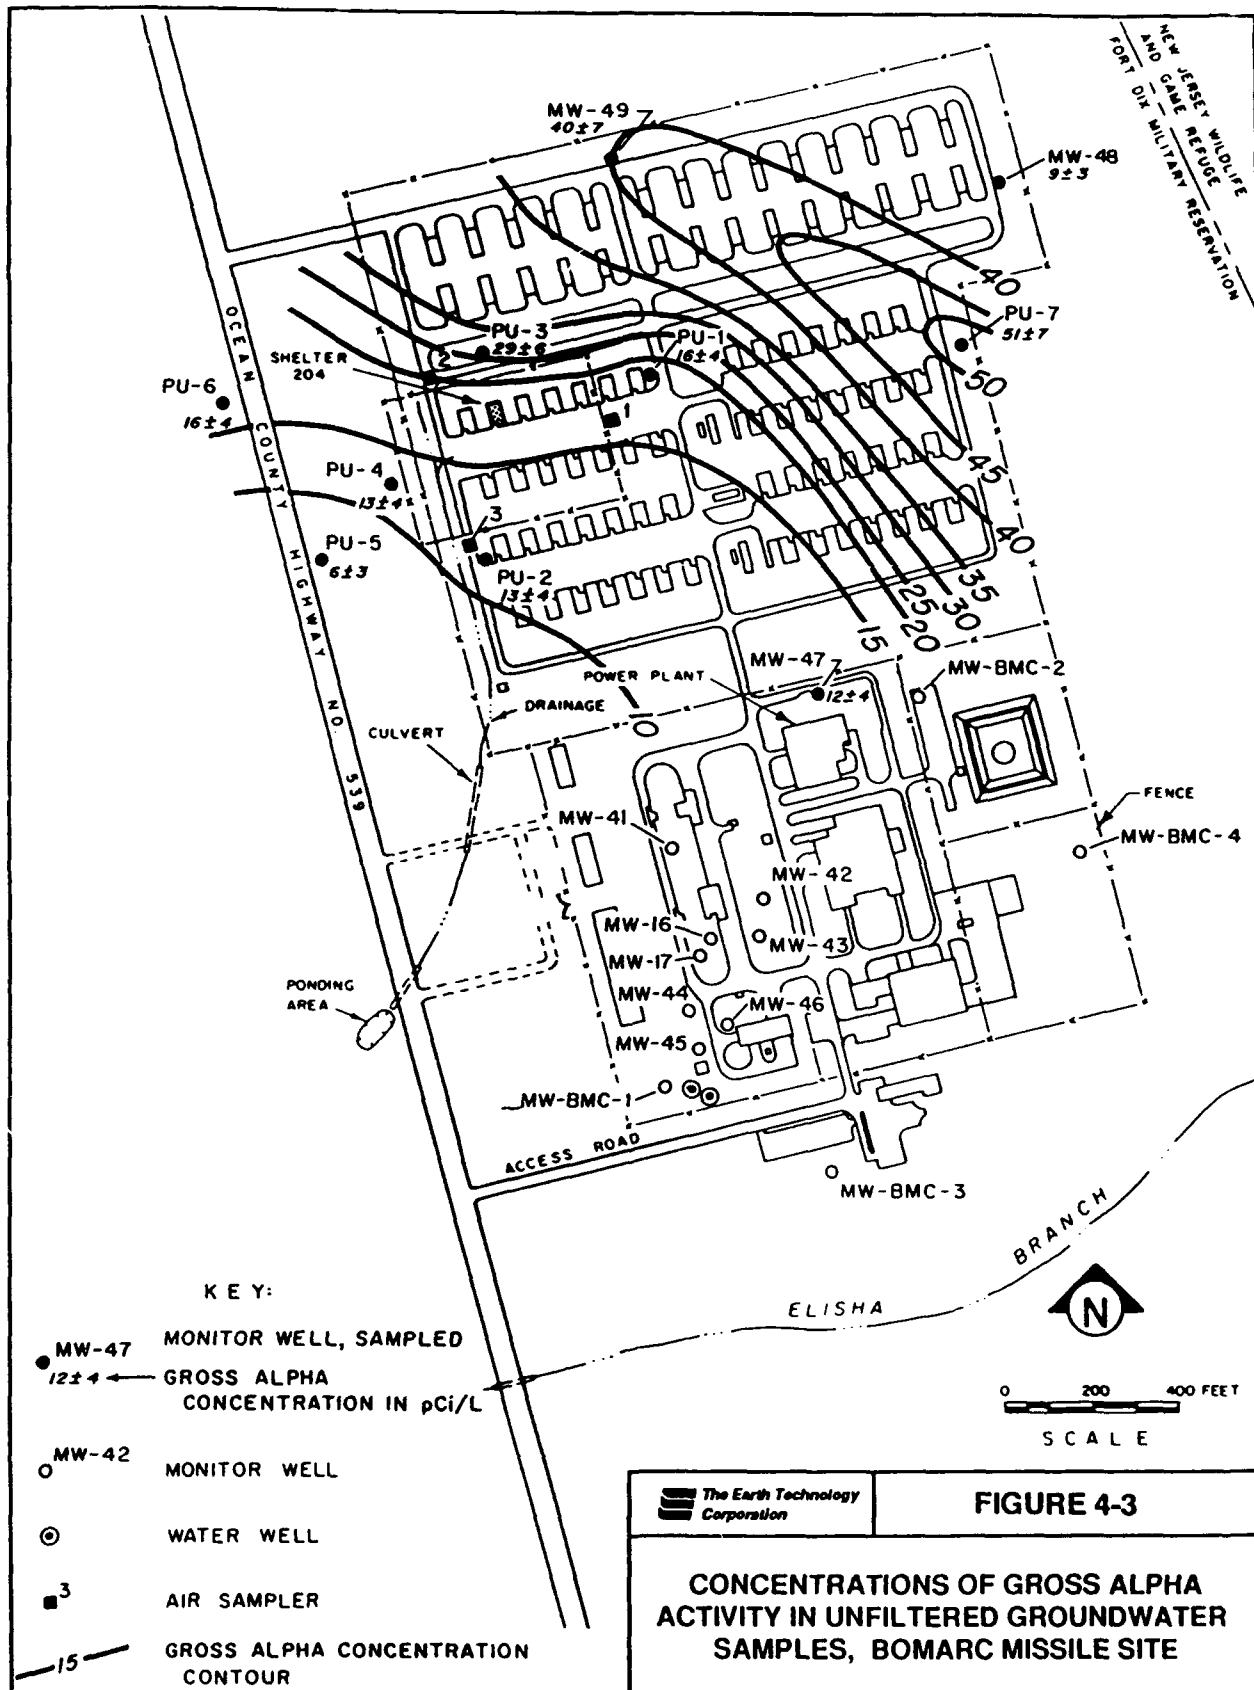 NEW JERSEY WILDLIFE
AND GAME REFUGE
FORT DIX MILITARY RESERVATION
MW-49
40±7
MW-48
9±3
40
OCEAN COUNTY HIGHWAY NO. 539
PU-3
29±6
2
PU-1
16±4
PU-7
51±7
SHELTER
204
50
PU-6
16±4
1
PU-4
13±4
45
3
40
PU-5
6±3
PU-2
13±4
35
30
25
20
15
MW-47
12±4
POWER PLANT
MW-BMC-2
DRAINAGE
CULVERT
FENCE
MW-41
MW-BMC-4
MW-42
MW-16
MW-43
MW-17
PONDING
AREA
MW-44
MW-46
MW-45
MW-BMC-1
ACCESS ROAD
MW-BMC-3
ELISHA BRANCH
N
0 200 400 FEET
SCALE
KEY:
MW-47 MONITOR WELL, SAMPLED
12±4 GROSS ALPHA
CONCENTRATION IN pCi/L
MW-42
MONITOR WELL
WATER WELL
3
AIR SAMPLER
15 GROSS ALPHA CONCENTRATION
CONTOUR
The Earth Technology
Corporation
FIGURE 4-3
CONCENTRATIONS OF GROSS ALPHA
ACTIVITY IN UNFILTERED GROUNDWATER
SAMPLES, BOMARC MISSILE SITE